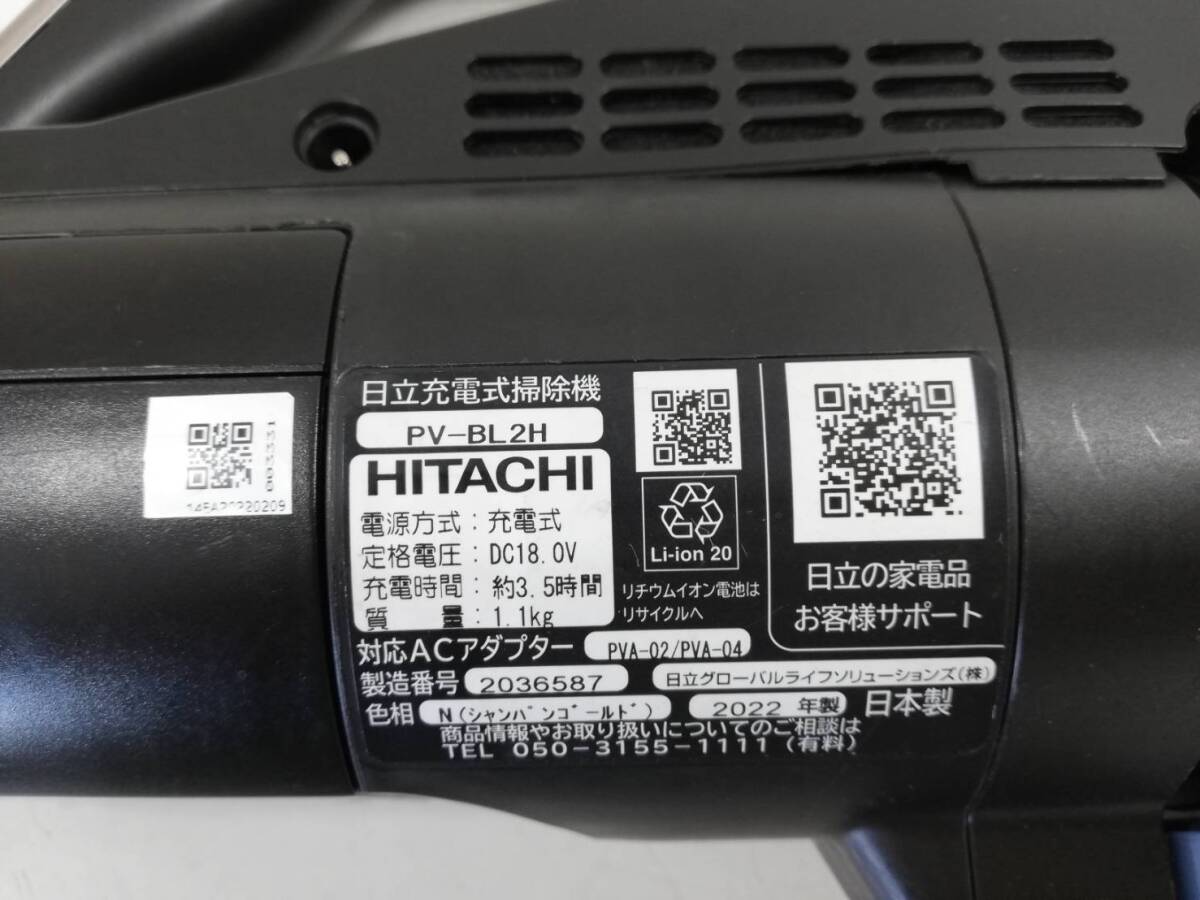 日立充電式掃除機
PV-BL2H
HITACHI
電源方式：充電式
定格電圧：DC18.0V
充電時間：約3.5時間
質　量：1.1kg
Li-ion 20
リチウムイオン電池は
リサイクルへ
日立の家電品
お客様サポート
対応ACアダプター PVA-02/PVA-04
製造番号 2036587 日立グローバルライフソリューションズ(株)
色相 N(シャンパンゴールド) 2022 年製 日本製
商品情報やお取り扱いについてのご相談は
TEL 050-3155-1111 (有料)